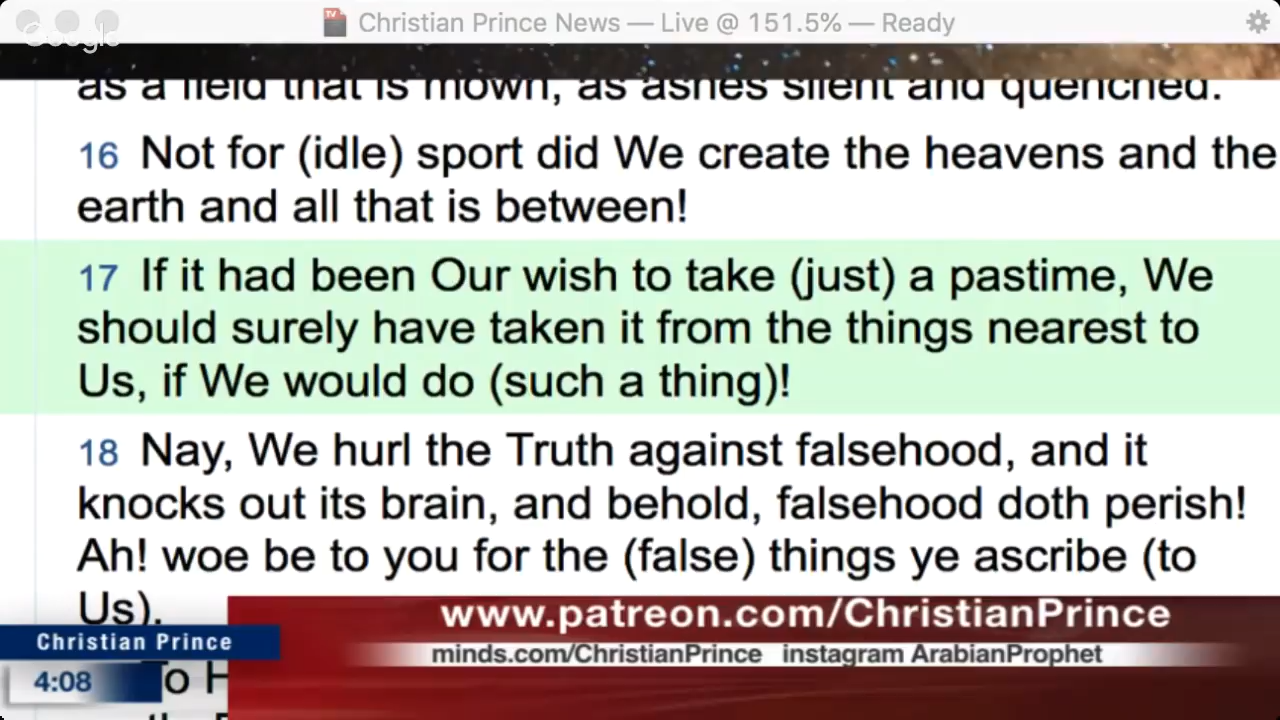 Christian Prince News — Live @ 151.5% — Ready
Google
as a field that is mown, as ashes silent and quenched.
16 Not for (idle) sport did We create the heavens and the
earth and all that is between!
17 If it had been Our wish to take (just) a pastime, We
should surely have taken it from the things nearest to
Us, if We would do (such a thing)!
18 Nay, We hurl the Truth against falsehood, and it
knocks out its brain, and behold, falsehood doth perish!
Ah! woe be to you for the (false) things ye ascribe (to
Us).
www.patreon.com/ChristianPrince
Christian Prince
minds.com/ChristianPrince instagram ArabianProphet
4:08